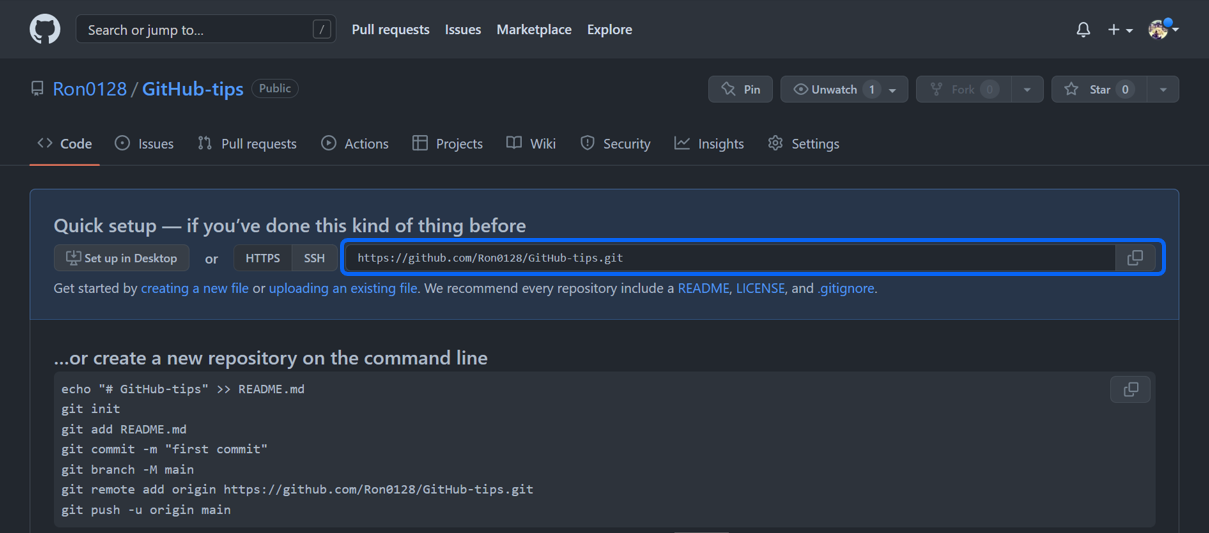 Search or jump to... / Pull requests Issues Marketplace Explore
Ron0128 / GitHub-tips Public Pin Unwatch 1 Fork 0 Star 0
Code Issues Pull requests Actions Projects Wiki Security Insights Settings
Quick setup — if you’ve done this kind of thing before
Set up in Desktop or HTTPS SSH https://github.com/Ron0128/GitHub-tips.git
Get started by creating a new file or uploading an existing file. We recommend every repository include a README, LICENSE, and .gitignore.
…or create a new repository on the command line
echo "# GitHub-tips" >> README.md
git init
git add README.md
git commit -m "first commit"
git branch -M main
git remote add origin https://github.com/Ron0128/GitHub-tips.git
git push -u origin main